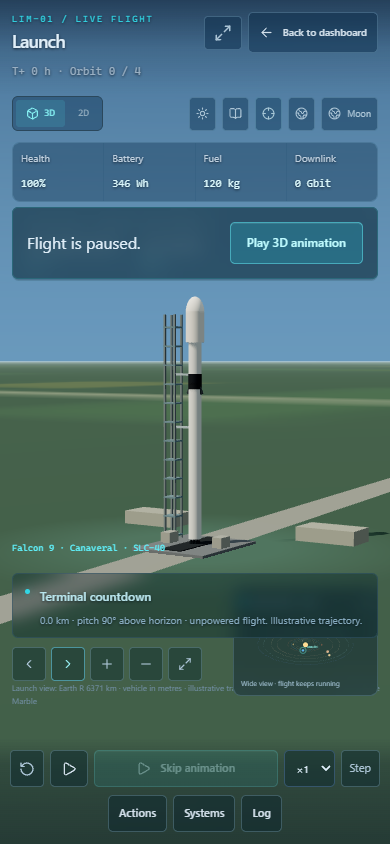 LIM-01 / LIVE FLIGHT
Launch
Back to dashboard
T+ 0 h · Orbit 0 / 4
3D
2D
Moon
Health
Battery
Fuel
Downlink
100%
346 Wh
120 kg
0 Gbit
Flight is paused.
Play 3D animation
Falcon 9 · Canaveral · SLC-40
Terminal countdown
0.0 km · pitch 90° above horizon · unpowered flight. Illustrative trajectory.
Wide view · flight keeps running
Launch view: Earth R 6371 km · vehicle in metres · illustrative
Marble
Skip animation
×1
Step
Actions
Systems
Log